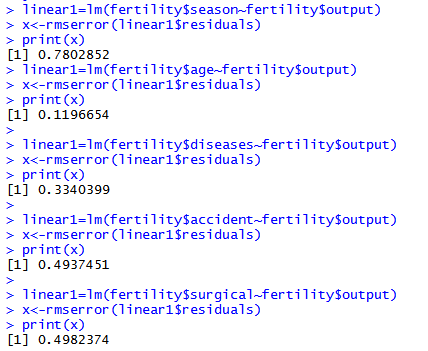 > linear1=lm(fertility$season~fertility$output)
> x<-rmserror(linear1$residuals)
> print(x)
[1] 0.7802852
> linear1=lm(fertility$age~fertility$output)
> x<-rmserror(linear1$residuals)
> print(x)
[1] 0.1196654
>
> linear1=lm(fertility$diseases~fertility$output)
> x<-rmserror(linear1$residuals)
> print(x)
[1] 0.3340399
>
> linear1=lm(fertility$accident~fertility$output)
> x<-rmserror(linear1$residuals)
> print(x)
[1] 0.4937451
>
> linear1=lm(fertility$surgical~fertility$output)
> x<-rmserror(linear1$residuals)
> print(x)
[1] 0.4982374